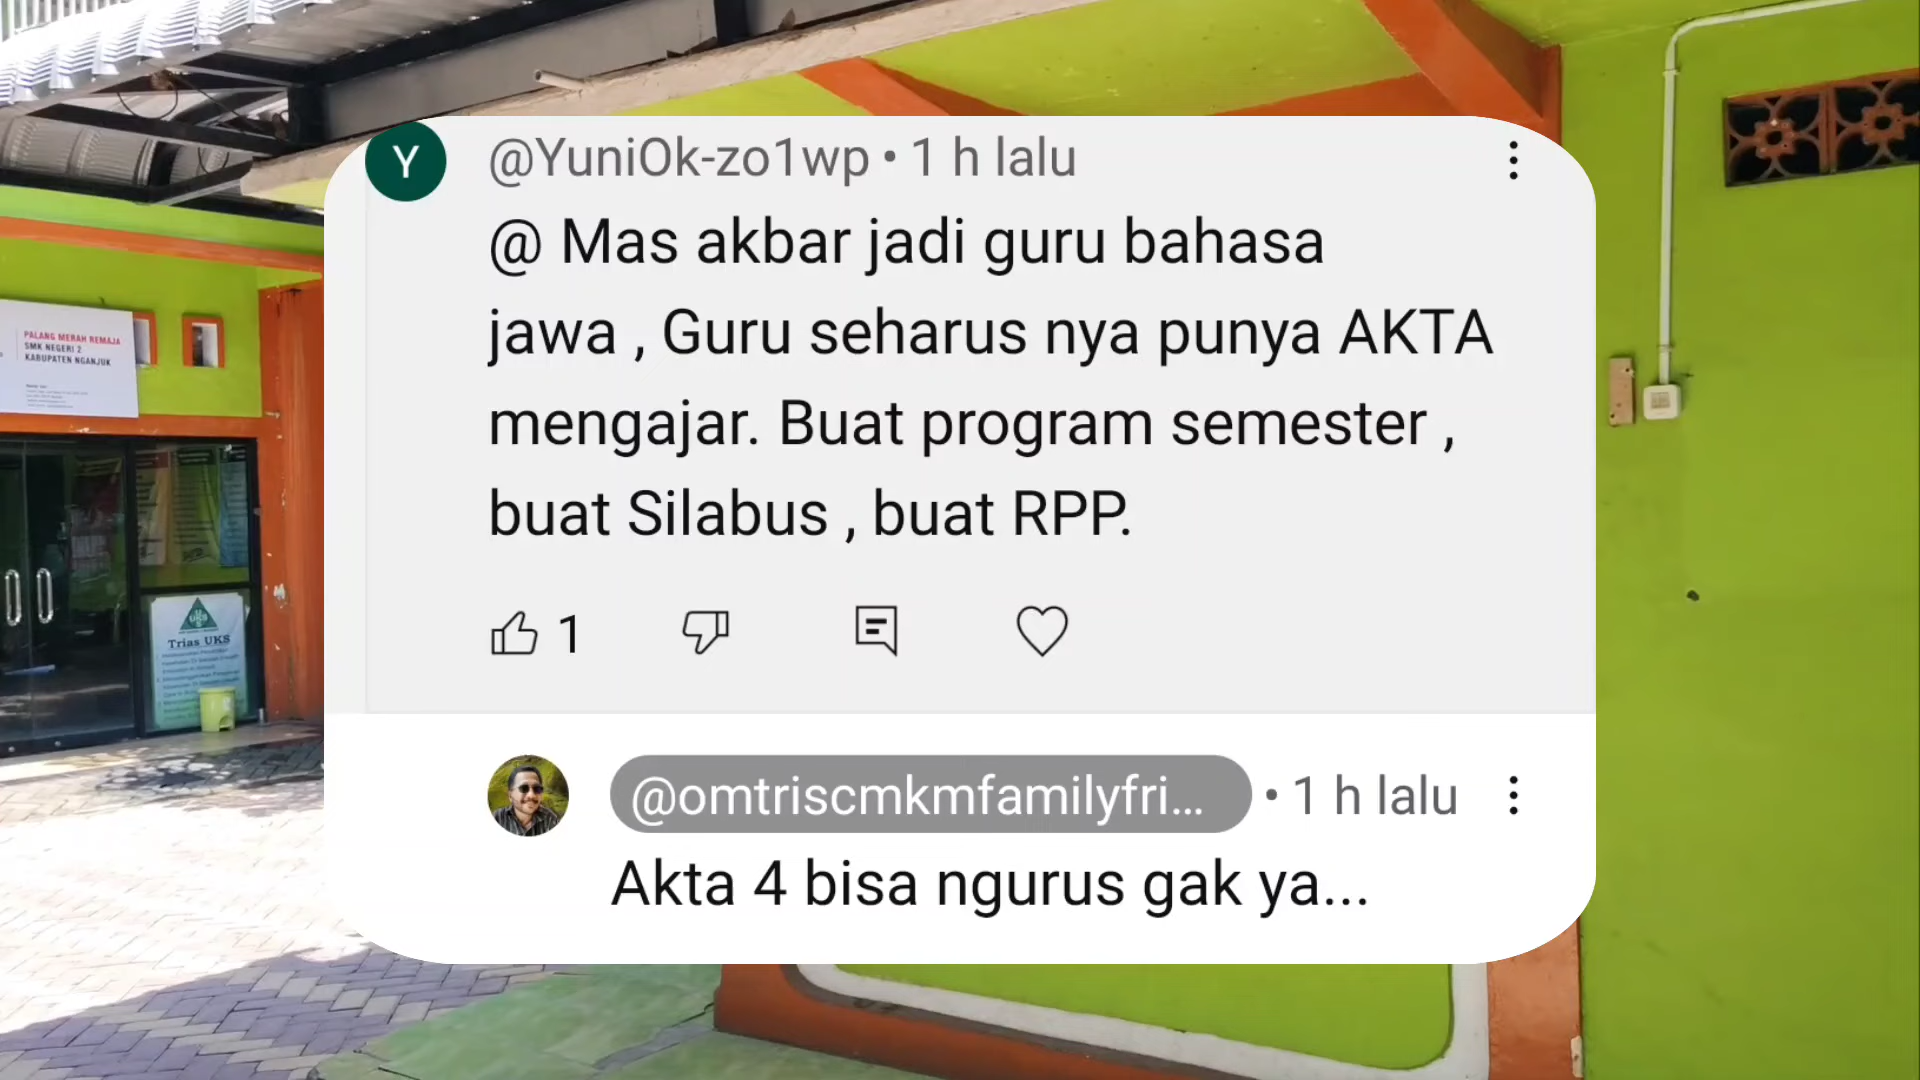 Y
@YuniOk-zo1wp • 1 h lalu
@ Mas akbar jadi guru bahasa
jawa , Guru seharus nya punya AKTA
mengajar. Buat program semester ,
buat Silabus , buat RPP.
1
@omtriscmkmfamilyfri... • 1 h lalu
Akta 4 bisa ngurus gak ya...
PALANG MERAH REMAJA
SMK NEGERI 2
KABUPATEN NGANJUK
UKS
Trias UKS